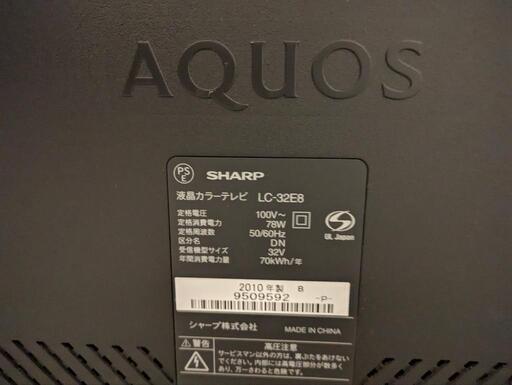 AQUOS
PS
E
SHARP
液晶カラーテレビ LC-32E8
定格電圧 100V～
定格消費電力 78W
定格周波数 50/60Hz
区分名 DN
受信機型サイズ 32V
年間消費電力量 70kWh/年
S
UL Japan
2010年製 B
9509592 -P-
シャープ株式会社 MADE IN CHINA
警告 高圧注意
サービスマン以外の方は、裏ぶたをあけないで
ください。内部には高電圧部分が数多く
あり、万一さわると危険